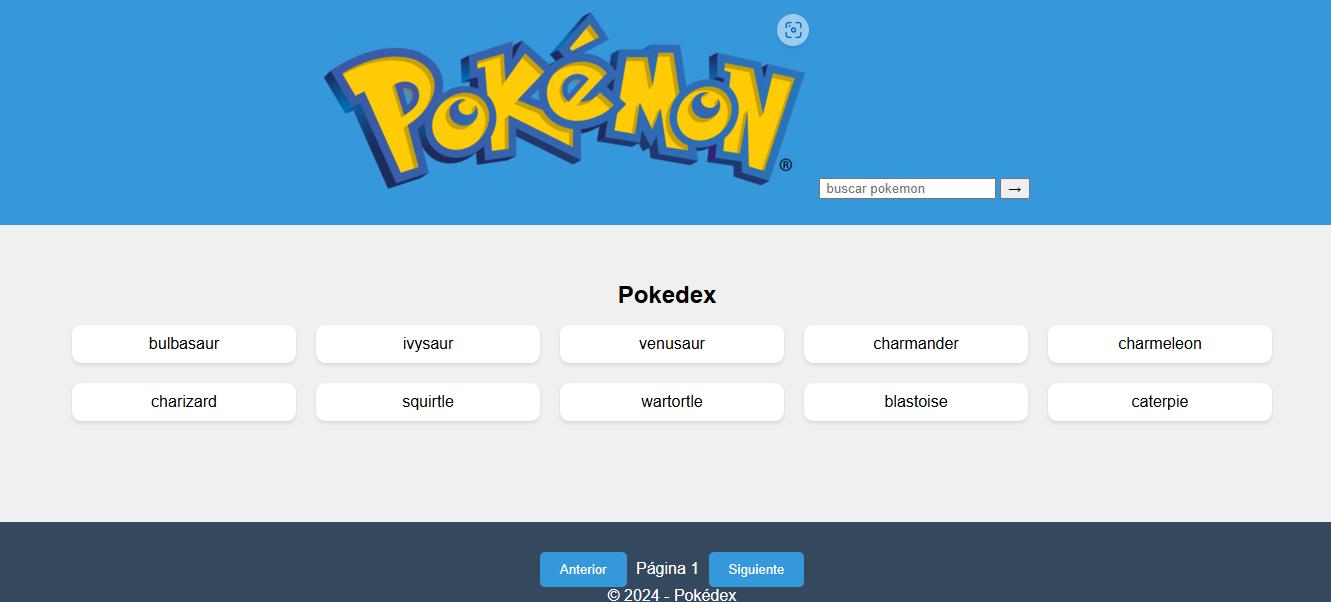 POKéMON®
buscar pokemon →
Pokedex
bulbasaur ivysaur venusaur charmander charmeleon
charizard squirtle wartortle blastoise caterpie
Anterior Página 1 Siguiente
© 2024 - Pokédex